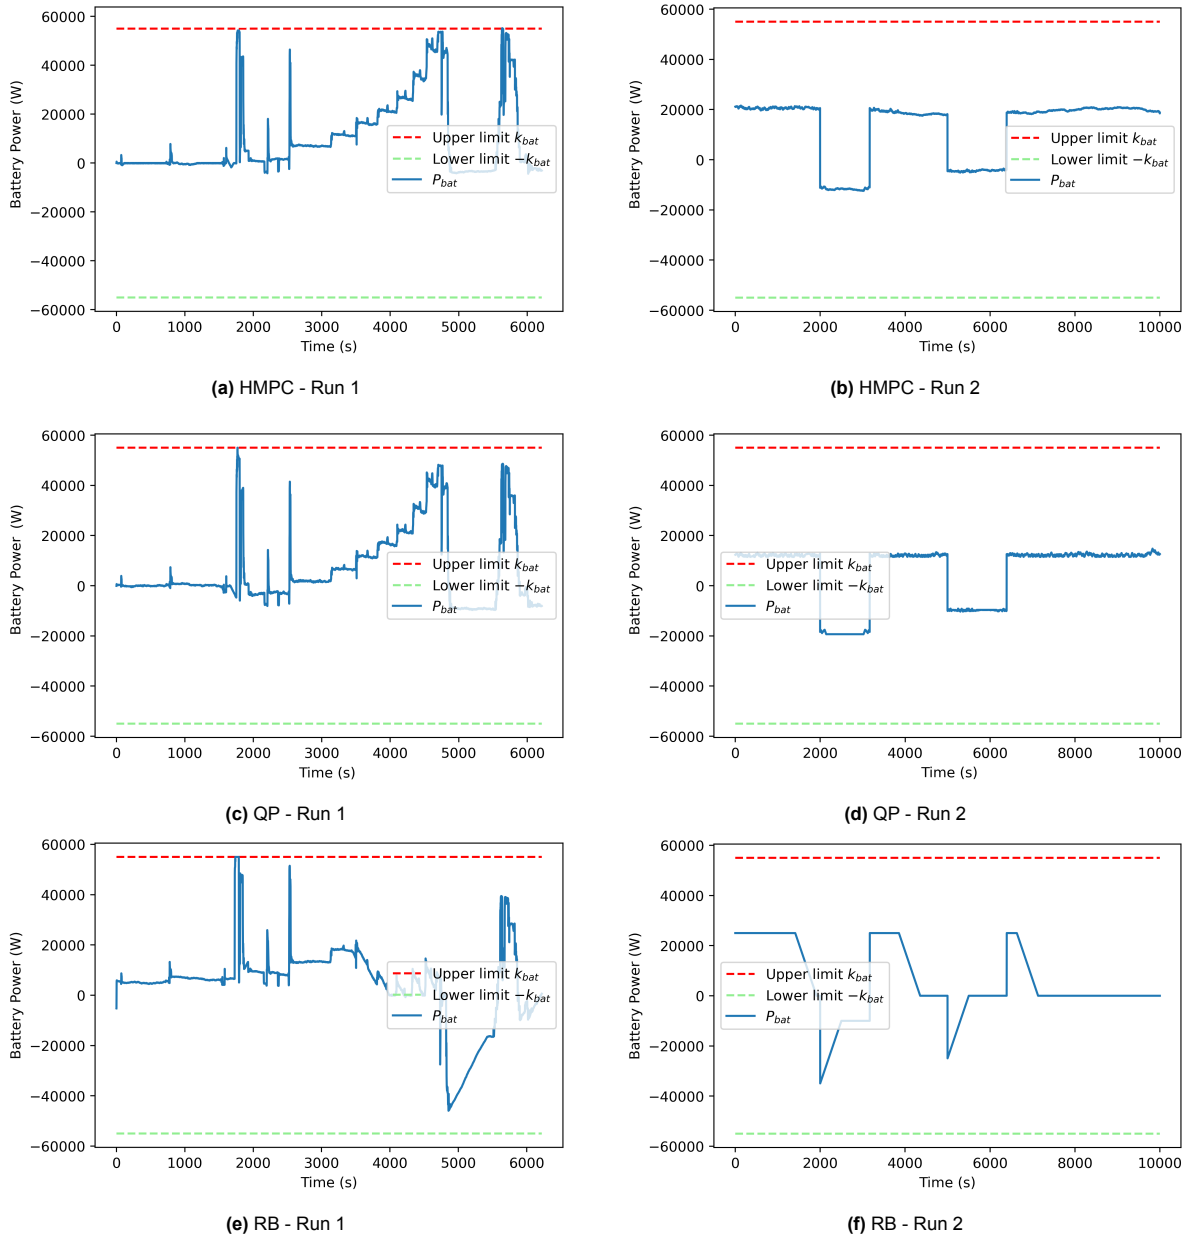 60000
40000
20000
0
−20000
−40000
−60000
Battery Power (W)
Upper limit k_bat
Lower limit −k_bat
P_bat
0 1000 2000 3000 4000 5000 6000
Time (s)
(a) HMPC - Run 1
60000
40000
20000
0
−20000
−40000
−60000
Battery Power (W)
Upper limit k_bat
Lower limit −k_bat
P_bat
0 2000 4000 6000 8000 10000
Time (s)
(b) HMPC - Run 2
60000
40000
20000
0
−20000
−40000
−60000
Battery Power (W)
Upper limit k_bat
Lower limit −k_bat
P_bat
0 1000 2000 3000 4000 5000 6000
Time (s)
(c) QP - Run 1
60000
40000
20000
0
−20000
−40000
−60000
Battery Power (W)
Upper limit k_bat
Lower limit −k_bat
P_bat
0 2000 4000 6000 8000 10000
Time (s)
(d) QP - Run 2
60000
40000
20000
0
−20000
−40000
−60000
Battery Power (W)
Upper limit k_bat
Lower limit −k_bat
P_bat
0 1000 2000 3000 4000 5000 6000
Time (s)
(e) RB - Run 1
60000
40000
20000
0
−20000
−40000
−60000
Battery Power (W)
Upper limit k_bat
Lower limit −k_bat
P_bat
0 2000 4000 6000 8000 10000
Time (s)
(f) RB - Run 2